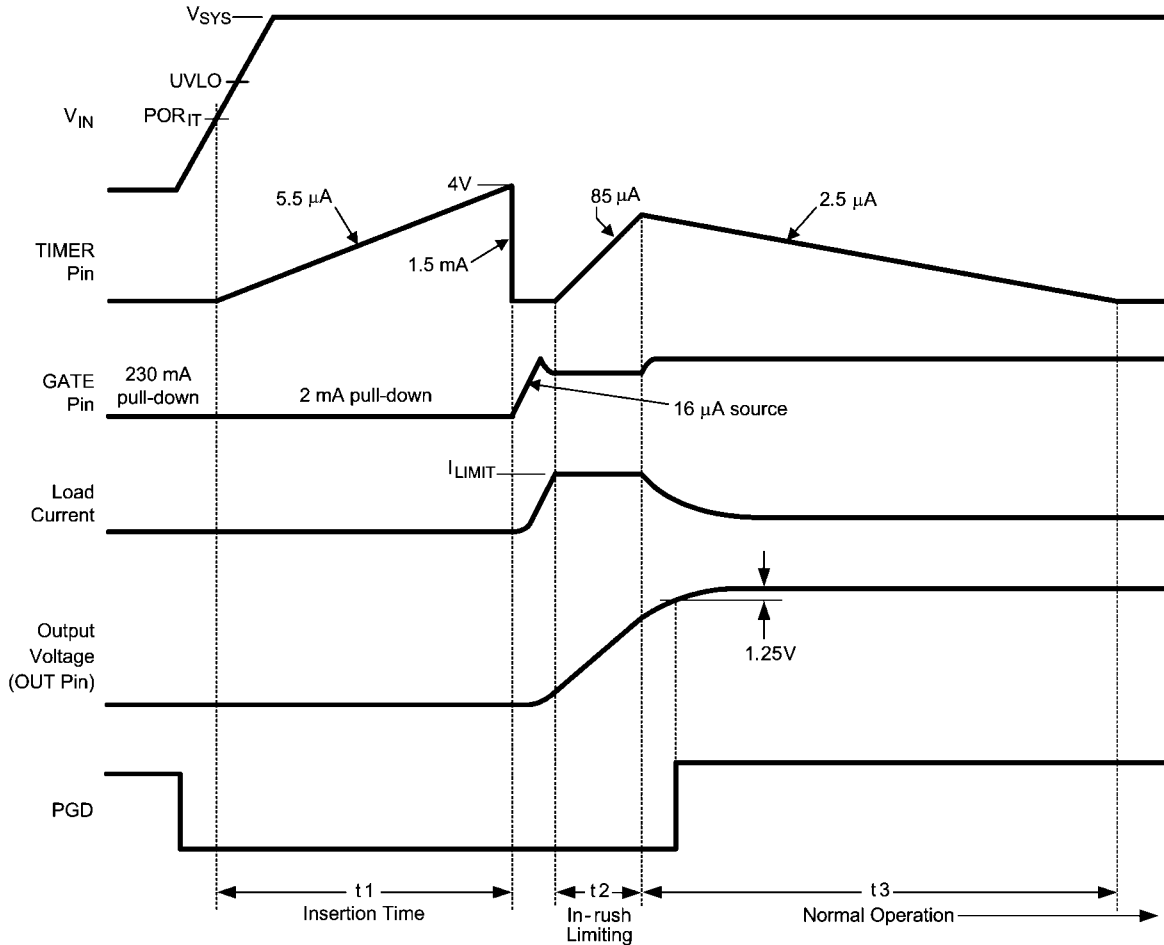 VSYS
UVLO
VIN
PORIT
4V
5.5 μA
85 μA
2.5 μA
TIMER
Pin
1.5 mA
GATE
Pin
230 mA
pull-down
2 mA pull-down
16 μA source
ILIMIT
Load
Current
Output
Voltage
(OUT Pin)
1.25V
PGD
t1
t2
t3
Insertion Time
In-rush
Limiting
Normal Operation